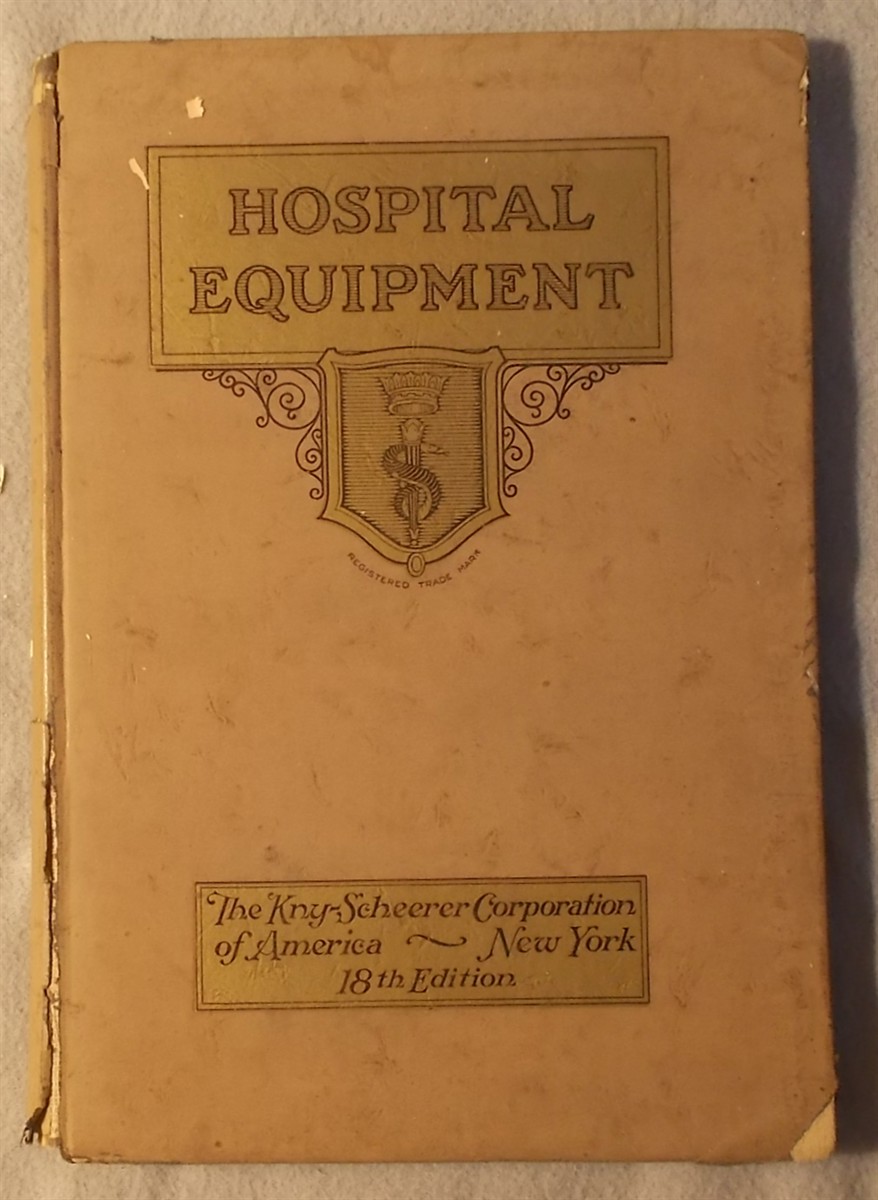 HOSPITAL
EQUIPMENT
REGISTERED TRADE MARK
The Kny-Scheerer Corporation
of America ~ New York
18th Edition